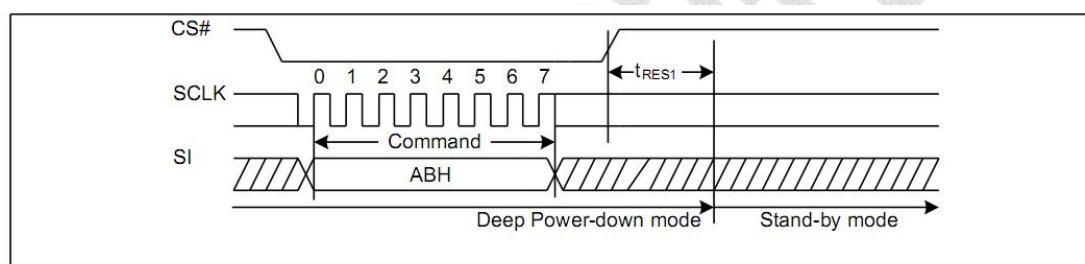 CS#
tRES1
0 1 2 3 4 5 6 7
SCLK
Command
SI
ABH
Deep Power-down mode Stand-by mode